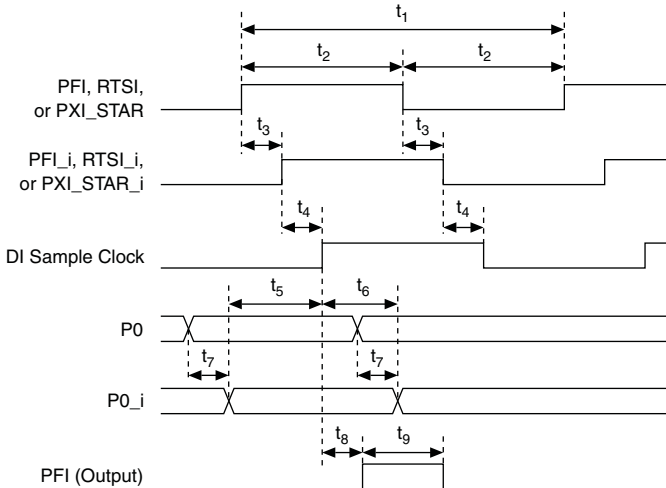 t1
t2 t2
PFI, RTSI,
or PXI_STAR
t3 t3
PFI_i, RTSI_i,
or PXI_STAR_i
t4 t4
DI Sample Clock
t5 t6
P0
t7 t7
P0_i
t8 t9
PFI (Output)